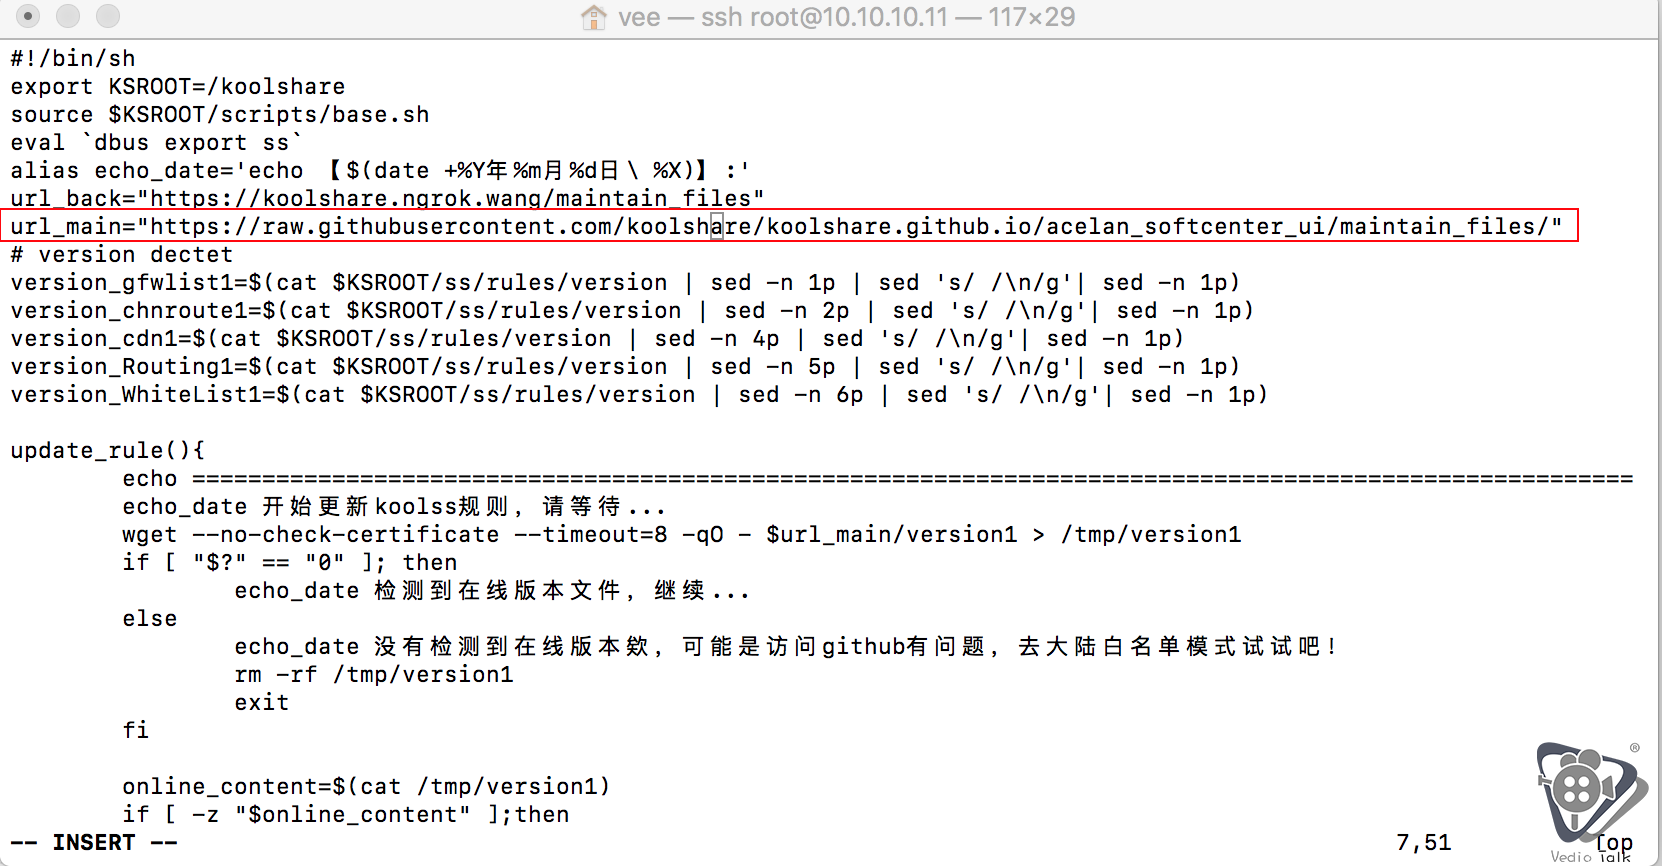 vee — ssh root@10.10.10.11 — 117×29
#!/bin/sh
export KSROOT=/koolshare
source $KSROOT/scripts/base.sh
eval `dbus export ss`
alias echo_date='echo 【$(date +%Y年%m月%d日\ %X)】:'
url_back="https://koolshare.ngrok.wang/maintain_files"
url_main="https://raw.githubusercontent.com/koolshare/koolshare.github.io/acelan_softcenter_ui/maintain_files/"
# version dectet
version_gfwlist1=$(cat $KSROOT/ss/rules/version | sed -n 1p | sed 's/ /\n/g'| sed -n 1p)
version_chnroute1=$(cat $KSROOT/ss/rules/version | sed -n 2p | sed 's/ /\n/g'| sed -n 1p)
version_cdn1=$(cat $KSROOT/ss/rules/version | sed -n 4p | sed 's/ /\n/g'| sed -n 1p)
version_Routing1=$(cat $KSROOT/ss/rules/version | sed -n 5p | sed 's/ /\n/g'| sed -n 1p)
version_WhiteList1=$(cat $KSROOT/ss/rules/version | sed -n 6p | sed 's/ /\n/g'| sed -n 1p)
update_rule(){
echo =======================================================================================================
echo_date 开始更新koolss规则，请等待...
wget --no-check-certificate --timeout=8 -qO - $url_main/version1 > /tmp/version1
if [ "$?" == "0" ]; then
echo_date 检测到在线版本文件，继续...
else
echo_date 没有检测到在线版本欸，可能是访问github有问题，去大陆白名单模式试试吧！
rm -rf /tmp/version1
exit
fi
online_content=$(cat /tmp/version1)
if [ -z "$online_content" ];then
-- INSERT --
7,51
Top
®
Vedio Talk